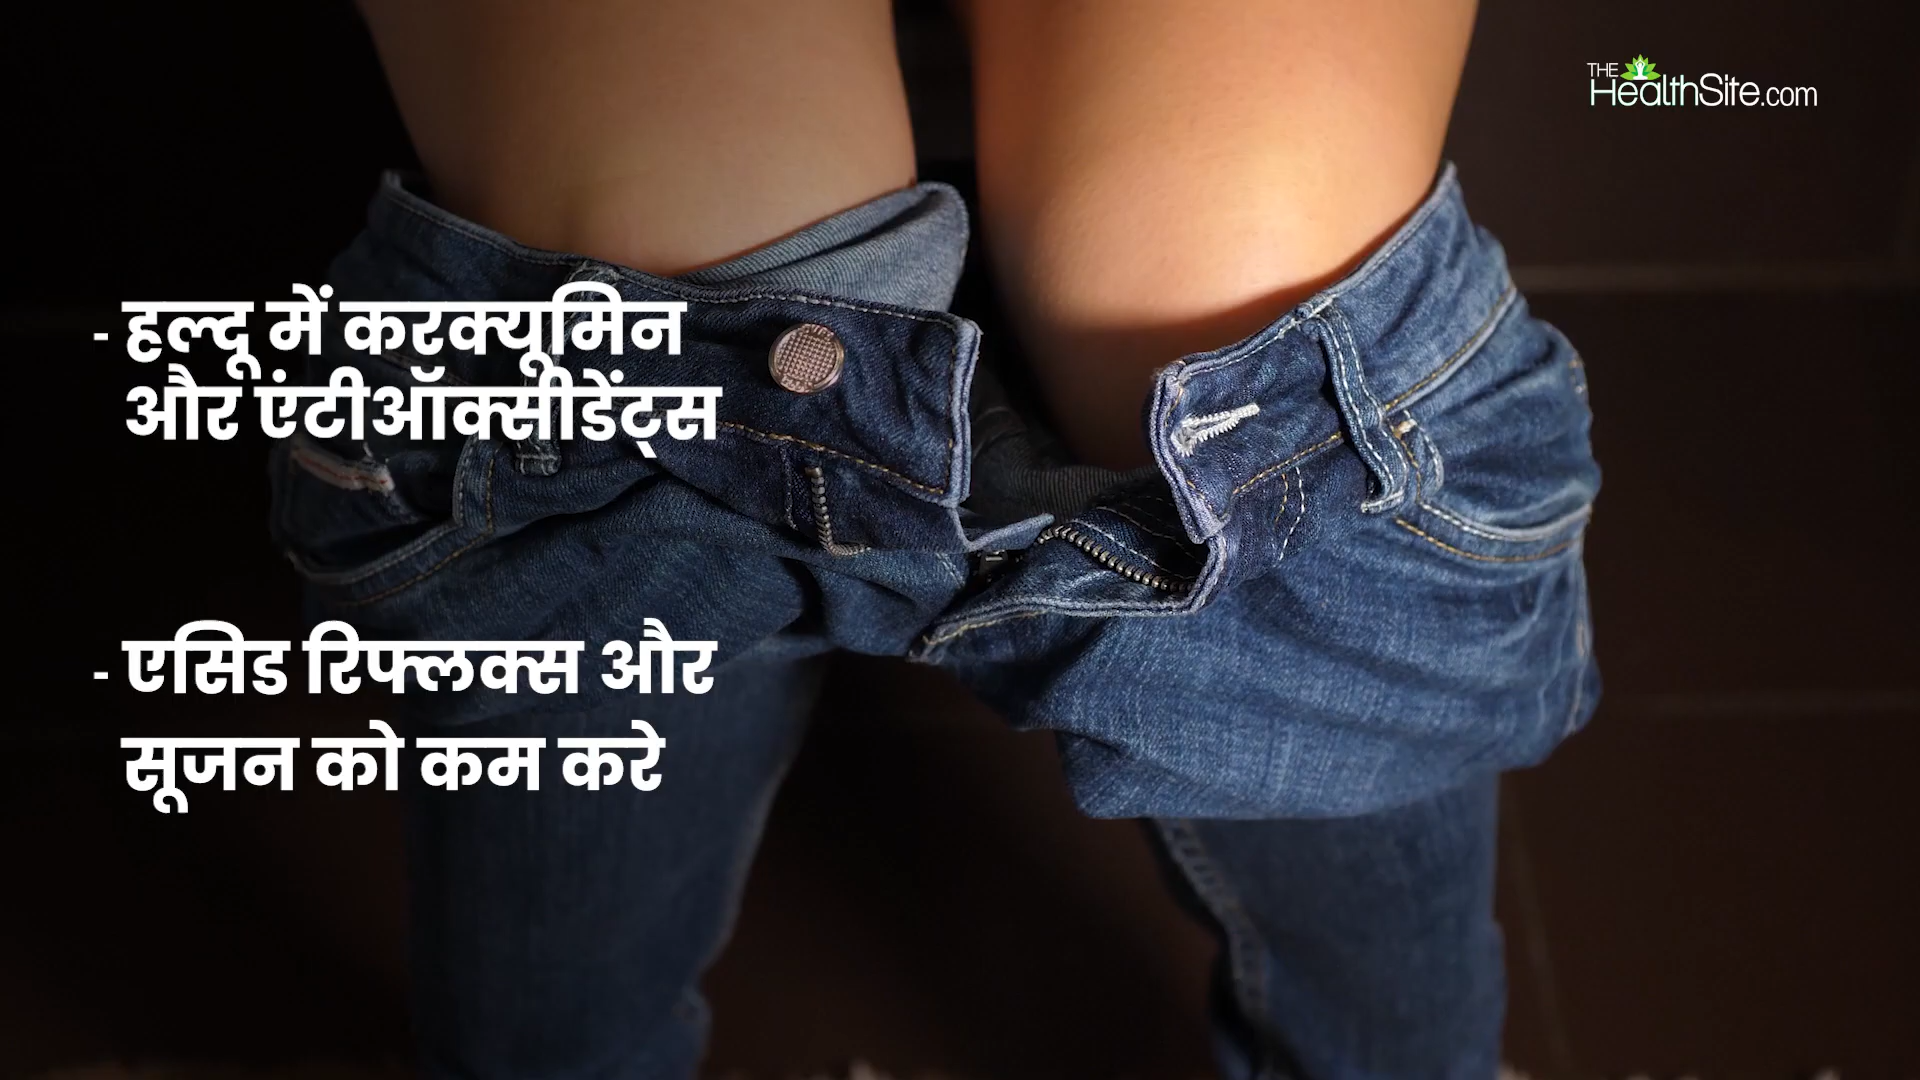 THE
HealthSite.com
- हल्दू में करक्यूमिन
और एंटीऑक्सीडेंट्स
- एसिड रिफ्लक्स और
सूजन को कम करे